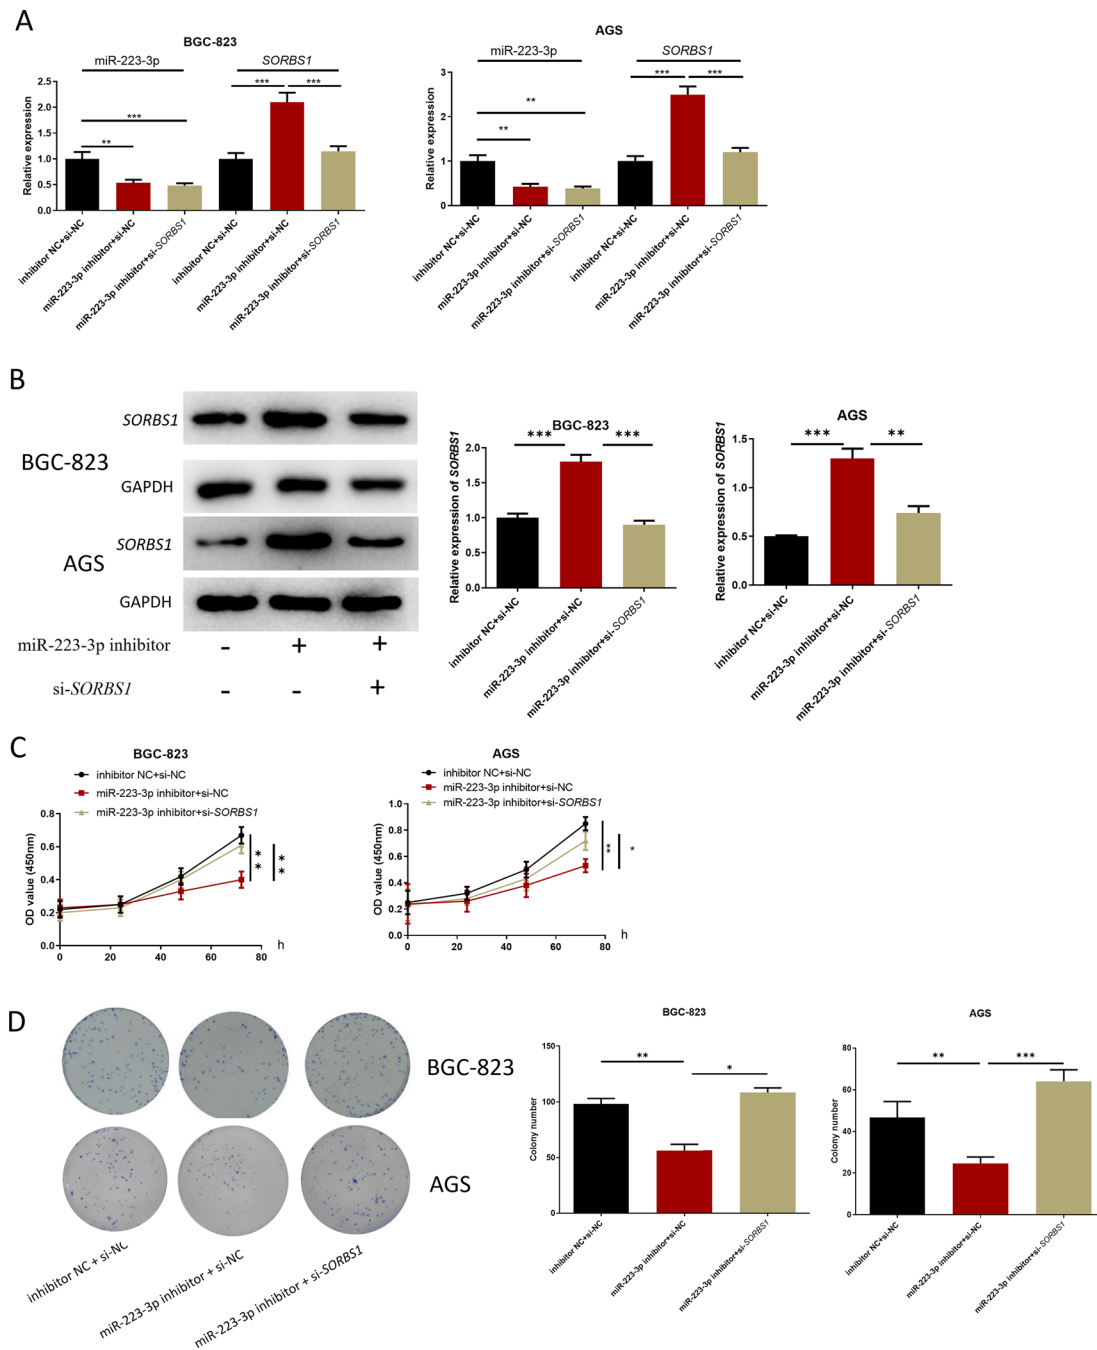 A
BGC-823
miR-223-3p
SORBS1
Relative expression
2.5
2.0
1.5
1.0
0.5
0.0
***
**
***
***
inhibitor NC+si-NC
miR-223-3p inhibitor+si-NC
miR-223-3p inhibitor+si-SORBS1
inhibitor NC+si-NC
miR-223-3p inhibitor+si-NC
miR-223-3p inhibitor+si-SORBS1
AGS
miR-223-3p
SORBS1
Relative expression
3
2
1
0
**
**
***
***
inhibitor NC+si-NC
miR-223-3p inhibitor+si-NC
miR-223-3p inhibitor+si-SORBS1
inhibitor NC+si-NC
miR-223-3p inhibitor+si-NC
miR-223-3p inhibitor+si-SORBS1
B
SORBS1
BGC-823
GAPDH
SORBS1
AGS
GAPDH
miR-223-3p inhibitor - + +
si-SORBS1 - - +
BGC-823
Relative expression of SORBS1
2.0
1.5
1.0
0.5
0.0
*** ***
inhibitor NC+si-NC
miR-223-3p inhibitor+si-NC
miR-223-3p inhibitor+si-SORBS1
AGS
Relative expression of SORBS1
1.5
1.0
0.5
0.0
*** **
inhibitor NC+si-NC
miR-223-3p inhibitor+si-NC
miR-223-3p inhibitor+si-SORBS1
C
BGC-823
inhibitor NC+si-NC
miR-223-3p inhibitor+si-NC
miR-223-3p inhibitor+si-SORBS1
OD value (450nm)
0.8
0.6
0.4
0.2
0.0
0 20 40 60 80
h
** **
AGS
inhibitor NC+si-NC
miR-223-3p inhibitor+si-NC
miR-223-3p inhibitor+si-SORBS1
OD value (450nm)
1.0
0.8
0.6
0.4
0.2
0.0
0 20 40 60 80
h
** *
D
BGC-823
AGS
inhibitor NC + si-NC
miR-223-3p inhibitor + si-NC
miR-223-3p inhibitor + si-SORBS1
BGC-823
Colony number
150
100
50
0
** *
inhibitor NC+si-NC
miR-223-3p inhibitor+si-NC
miR-223-3p inhibitor+si-SORBS1
AGS
Colony number
80
60
40
20
0
** ***
inhibitor NC+si-NC
miR-223-3p inhibitor+si-NC
miR-223-3p inhibitor+si-SORBS1